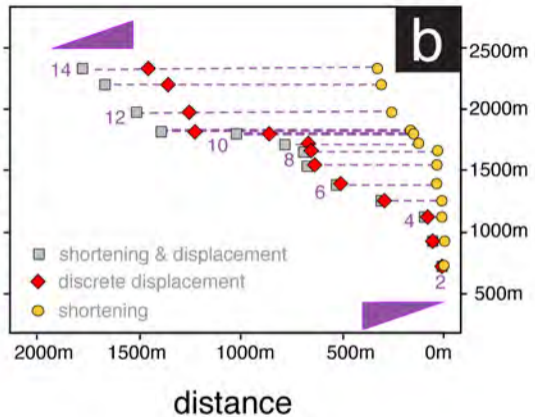 b
2500m
14
2000m
12
10
8
1500m
6
4
1000m
shortening & displacement
discrete displacement
2
500m
shortening
2000m 1500m 1000m 500m 0m
distance